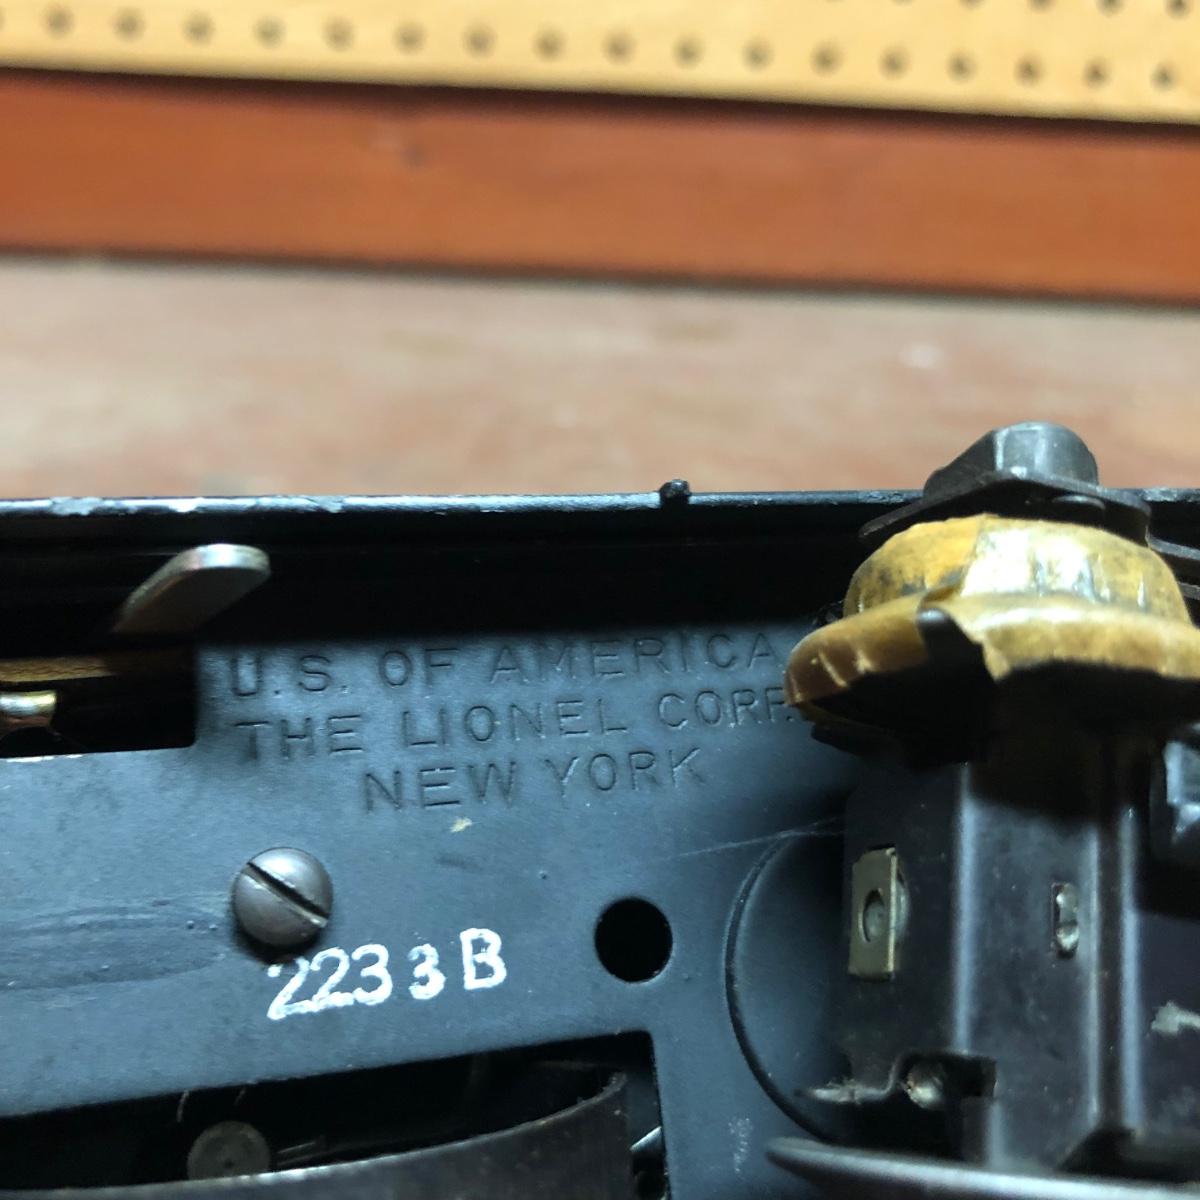 U.S. OF AMERICA
THE LIONEL CORP.
NEW YORK
2233B